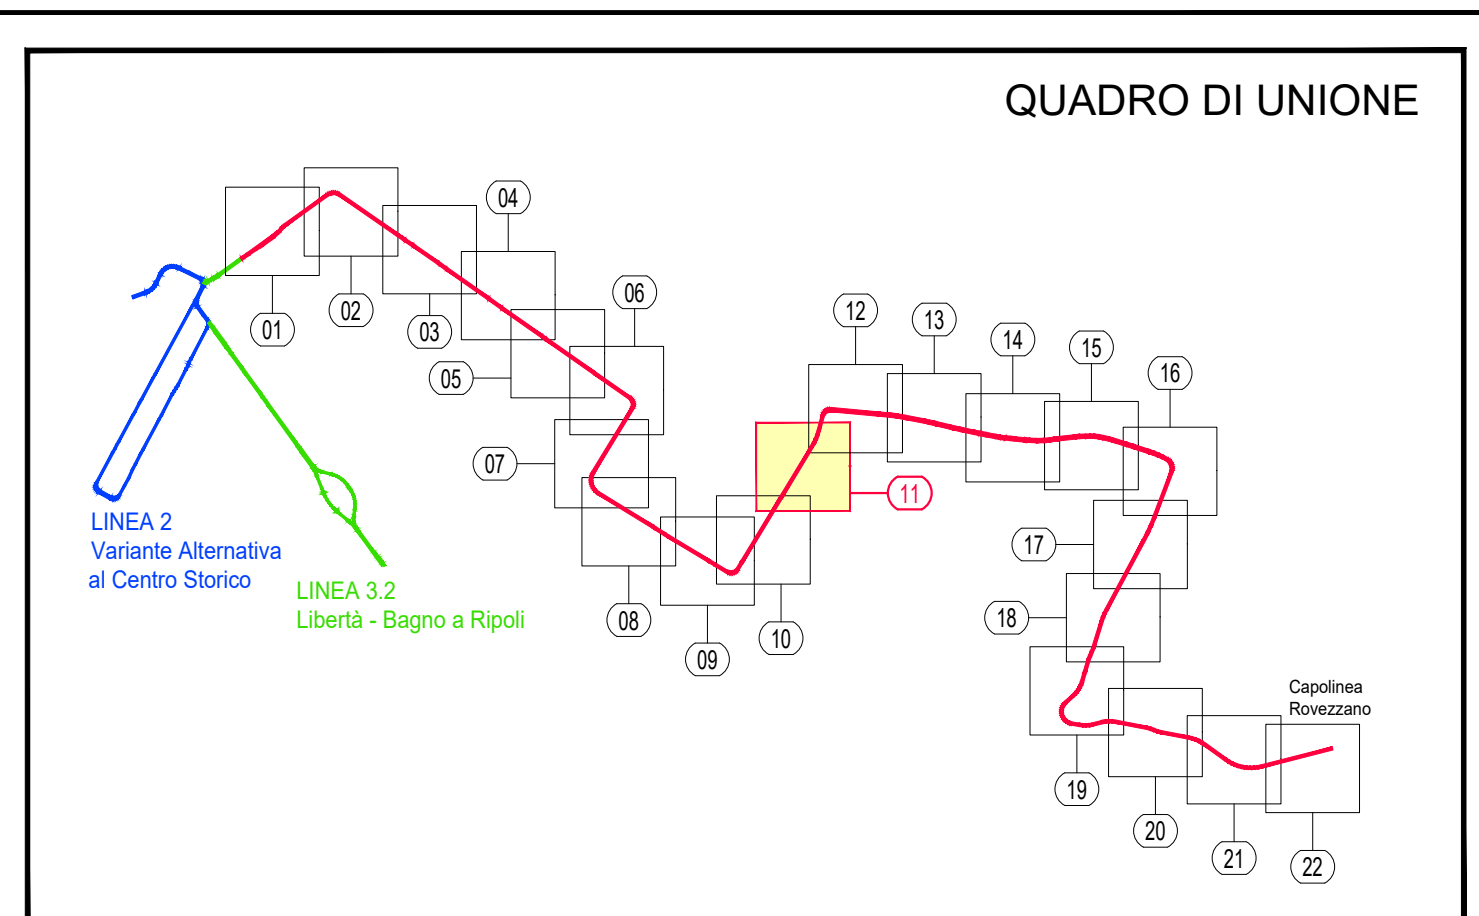 QUADRO DI UNIONE
04
06
01
02
03
05
12
13
14
15
16
07
11
LINEA 2
Variante Alternativa
al Centro Storico
LINEA 3.2
Libertà - Bagno a Ripoli
08
09
10
17
18
Capolinea
Rovezzano
19
20
21
22